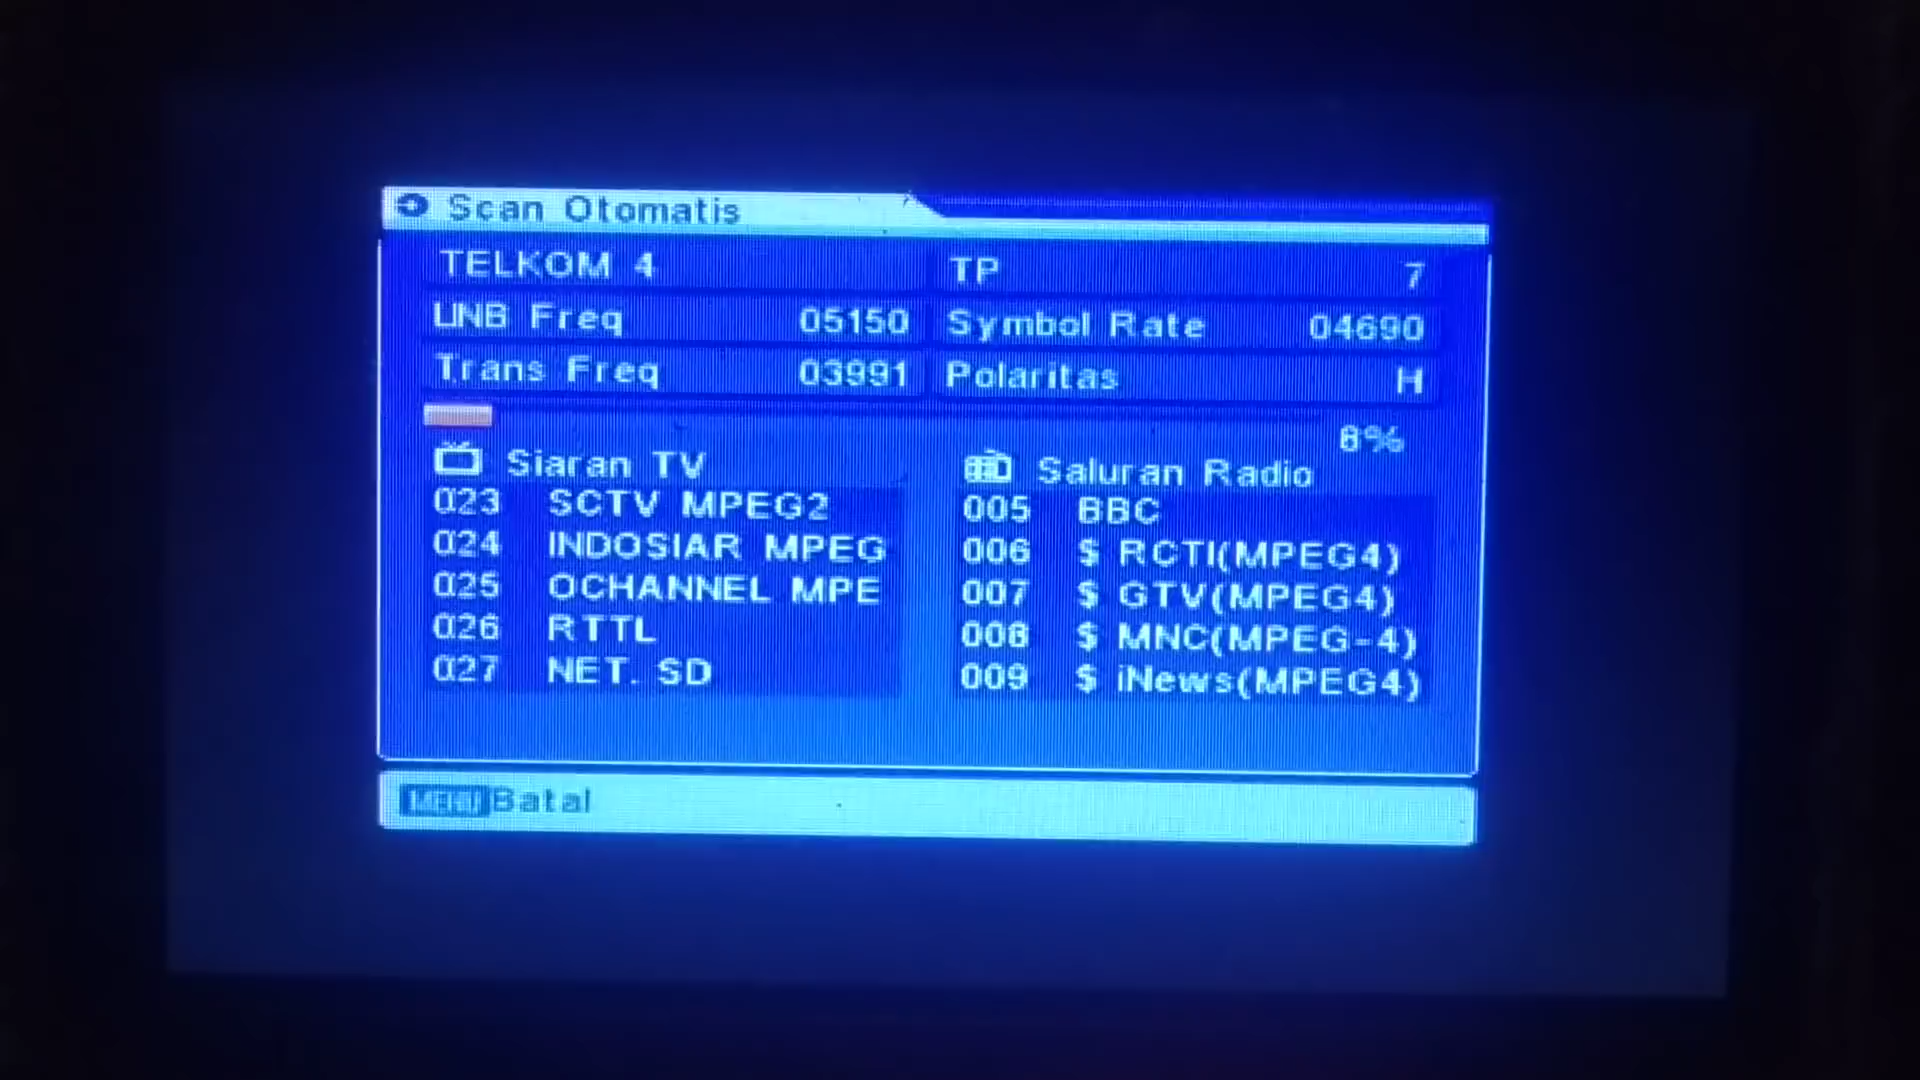 Scan Otomatis
TELKOM 4 TP 7
LNB Freq 05150 Symbol Rate 04690
Trans Freq 03991 Polaritas H
8%
Siaran TV Saluran Radio
023 SCTV MPEG2 005 BBC
024 INDOSIAR MPEG 006 $ RCTI(MPEG4)
025 OCHANNEL MPE 007 $ GTV(MPEG4)
026 RTTL 008 $ MNC(MPEG-4)
027 NET. SD 009 $ iNews(MPEG4)
MENU Batal